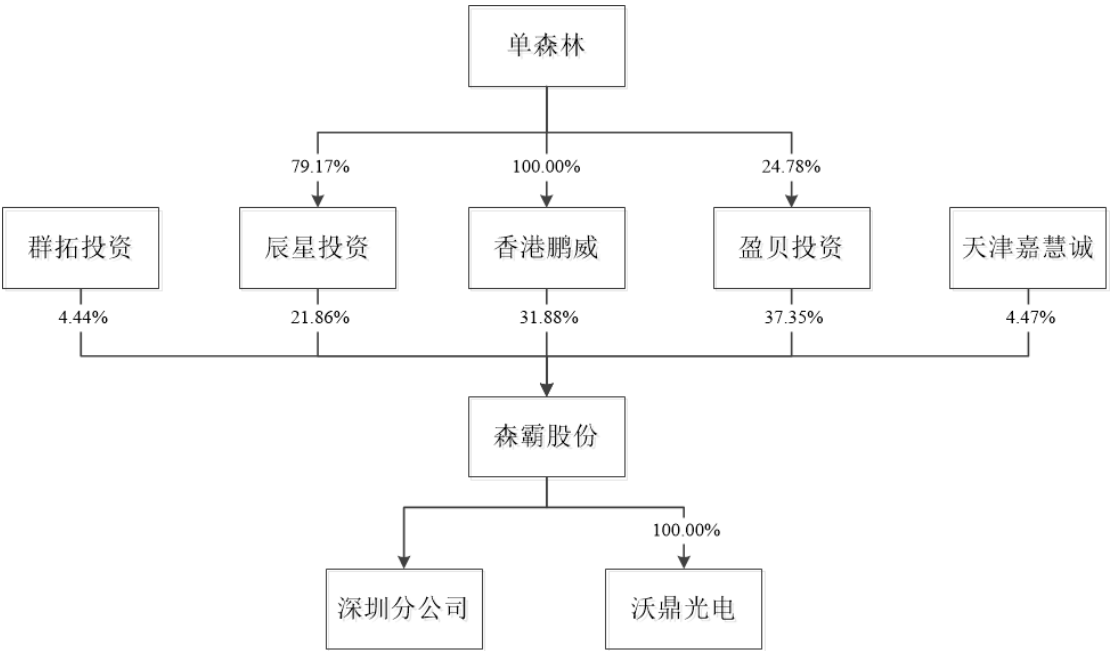 单森林
79.17%
100.00%
24.78%
群拓投资
辰星投资
香港鹏威
盈贝投资
天津嘉慧诚
4.44%
21.86%
31.88%
37.35%
4.47%
森霸股份
100.00%
深圳分公司
沃鼎光电